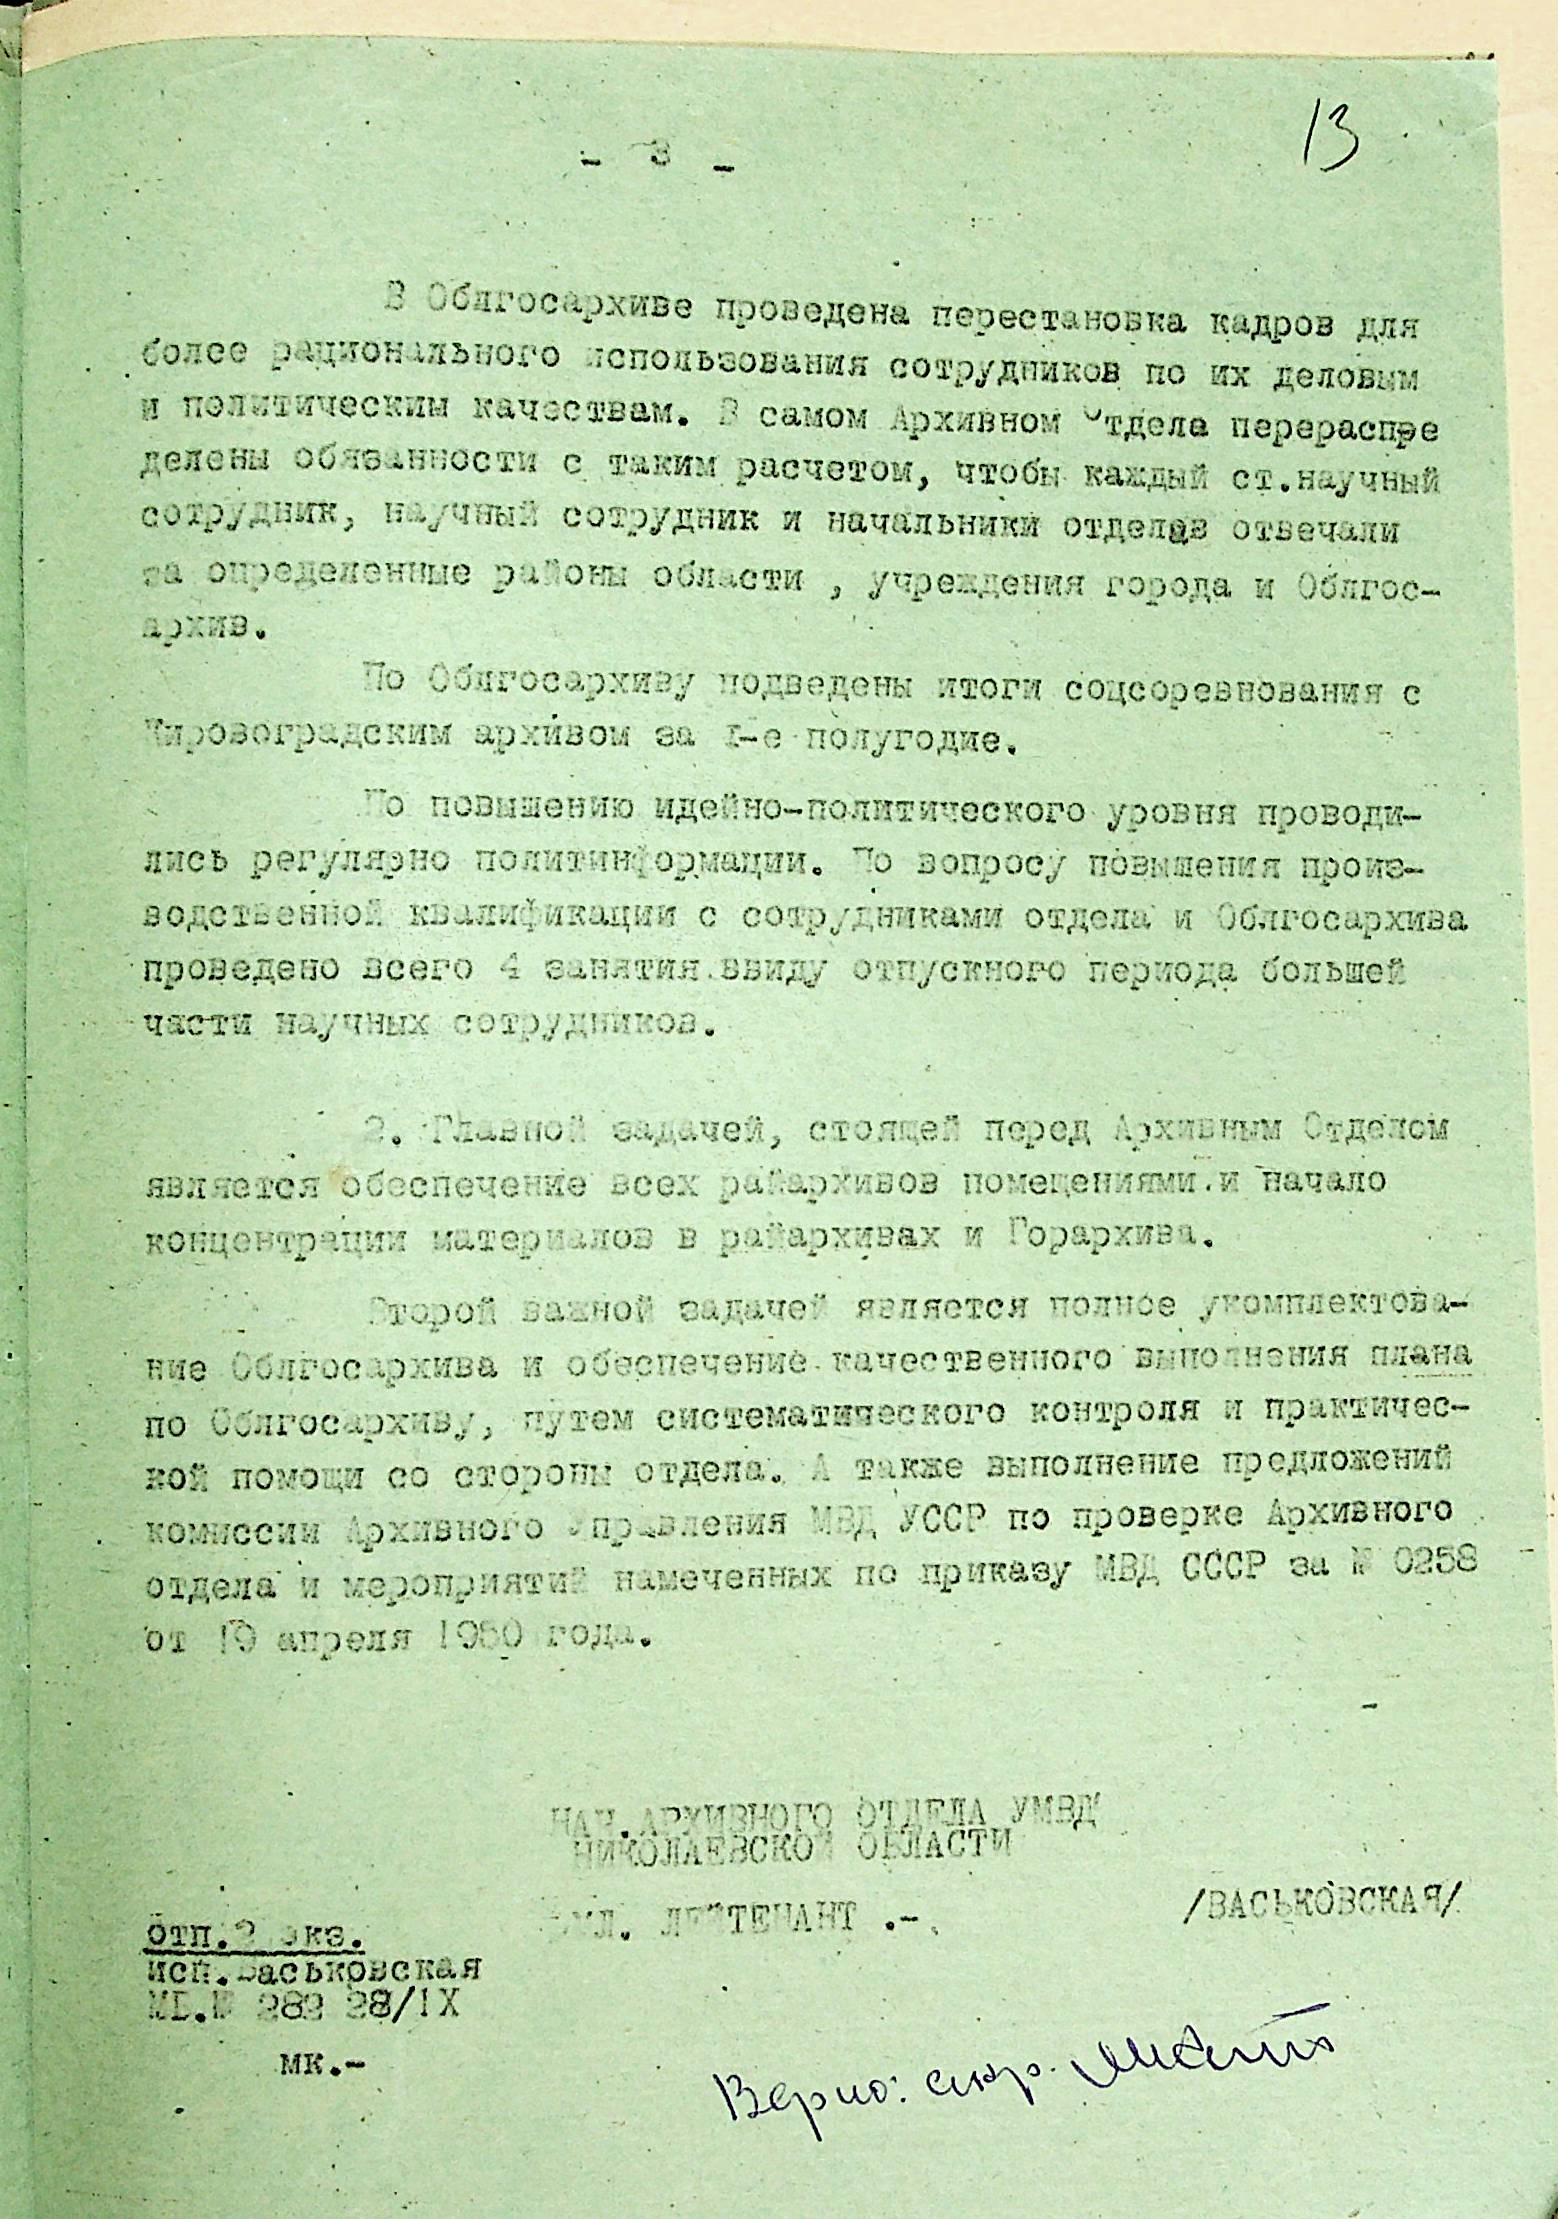 13
- 3 -
В Облгосархиве проведена перестановка кадров для
более рационального использования сотрудников по их деловым
и политическим качествам. В самом Архивном Отделе перераспре
делены обязанности с таким расчетом, чтобы каждый ст.научный
сотрудник, научный сотрудник и начальники отделов отвечали
за определенные районы области , учреждения города и Облгос-
архив.
По Облгосархиву подведены итоги соцсоревнования с
Кировоградским архивом за I-е полугодие.
По повышению идейно-политического уровня проводи-
лись регулярно политинформации. По вопросу повышения произ-
водственной квалификации с сотрудниками отдела и Облгосархива
проведено всего 4 занятия ввиду отпускного периода большей
части научных сотрудников.
2. Главной задачей, стоящей перед Архивным Отделом
является обеспечение всех райархивов помещениями и начало
концентрации материалов в райархивах и Горархива.
Второй важной задачей является полное укомплектова-
ние Облгосархива и обеспечение качественного выполнения плана
по Облгосархиву, путем систематического контроля и практичес-
кой помощи со стороны отдела. А также выполнение предложений
комиссии Архивного Управления МВД УССР по проверке Архивного
отдела и мероприятий намеченных по приказу МВД СССР за № 0258
от 19 апреля 1950 года.
НАЧ.АРХИВНОГО ОТДЕЛА УМВД
НИКОЛАЕВСКОЙ ОБЛАСТИ
МЛ. ЛЕЙТЕНАНТ .-
/ВАСЬКОВСКАЯ/
отп.2 экз.
исп.Васьковская
МБ.№ 282 28/IX
мк.-
Верно: секр.